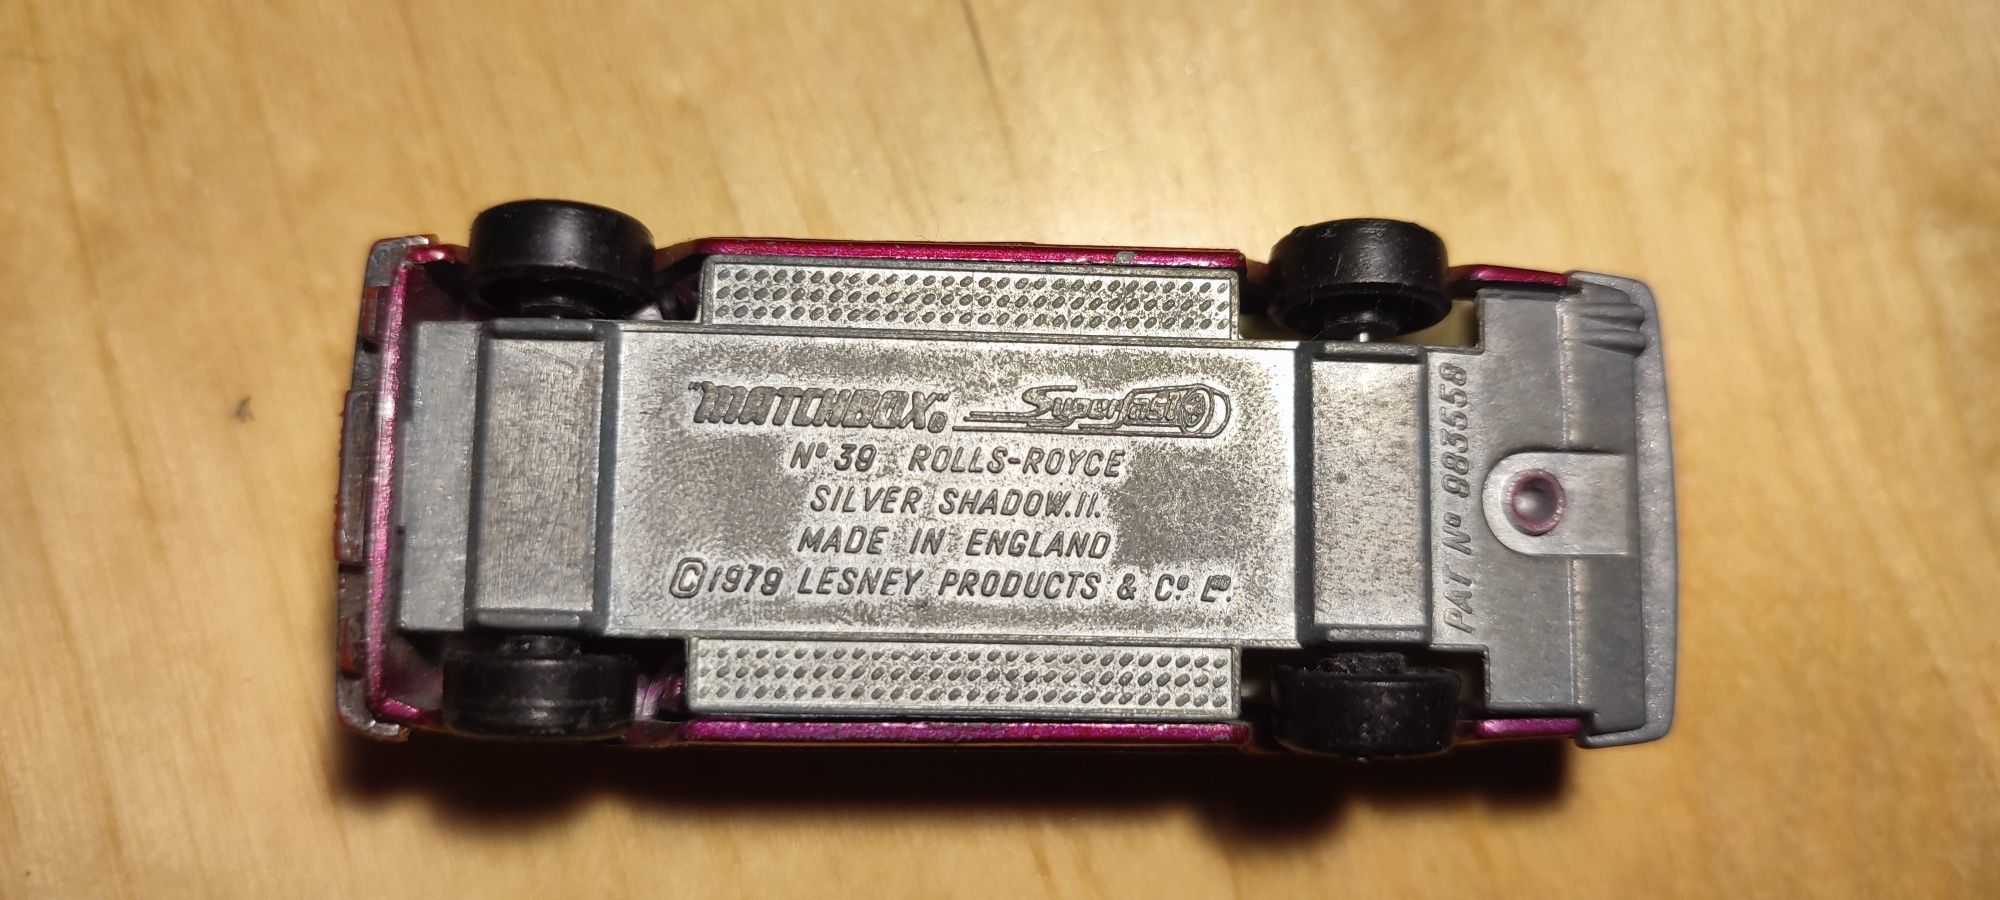 "MATCHBOX"® Superfast
Nº 39 ROLLS-ROYCE
SILVER SHADOW.II.
MADE IN ENGLAND
©1979 LESNEY PRODUCTS & Cº. Lᵀᴰ.
PAT Nº 983558